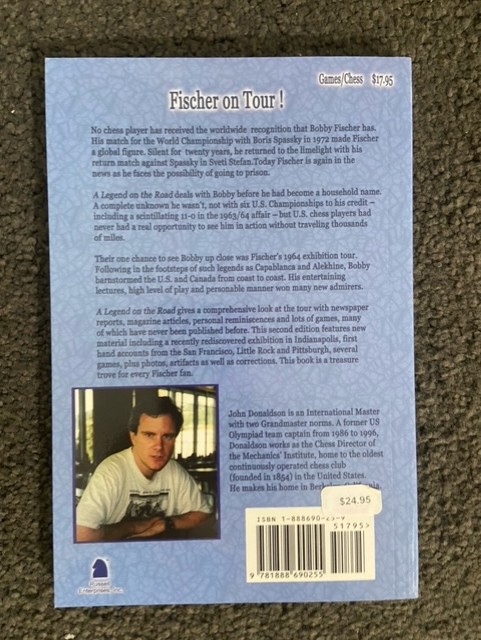 Games/Chess $17.95
Fischer on Tour !
No chess player has received the worldwide recognition that Bobby Fischer has.
His match for the World Championship with Boris Spassky in 1972 made Fischer
a global figure. Silent for twenty years, he returned to the limelight with his
return match against Spassky in Sveti Stefan.Today Fischer is again in the
news as he faces the possibility of going to prison.
A Legend on the Road deals with Bobby before he had become a household name.
A complete unknown he wasn't, not with six U.S. Championships to his credit –
including a scintillating 11-0 in the 1963/64 affair – but U.S. chess players had
never had a real opportunity to see him in action without traveling thousands
of miles.
Their one chance to see Bobby up close was Fischer's 1964 exhibition tour.
Following in the footsteps of such legends as Capablanca and Alekhine, Bobby
barnstormed the U.S. and Canada from coast to coast. His entertaining
lectures, high level of play and personable manner won many new admirers.
A Legend on the Road gives a comprehensive look at the tour with newspaper
reports, magazine articles, personal reminiscences and lots of games, many
of which have never been published before. This second edition features new
material including a recently rediscovered exhibition in Indianapolis, first
hand accounts from the San Francisco, Little Rock and Pittsburgh, several
games, plus photos, artifacts as well as corrections. This book is a treasure
trove for every Fischer fan.
John Donaldson is an International Master
with two Grandmaster norms. A former US
Olympiad team captain from 1986 to 1996,
Donaldson works as the Chess Director of
the Mechanics' Institute, home to the oldest
continuously operated chess club
(founded in 1854) in the United States.
He makes his home in
$24.95
ISBN 1-888690-
51795>
9 781888 690255
Russell
Enterprises, Inc.